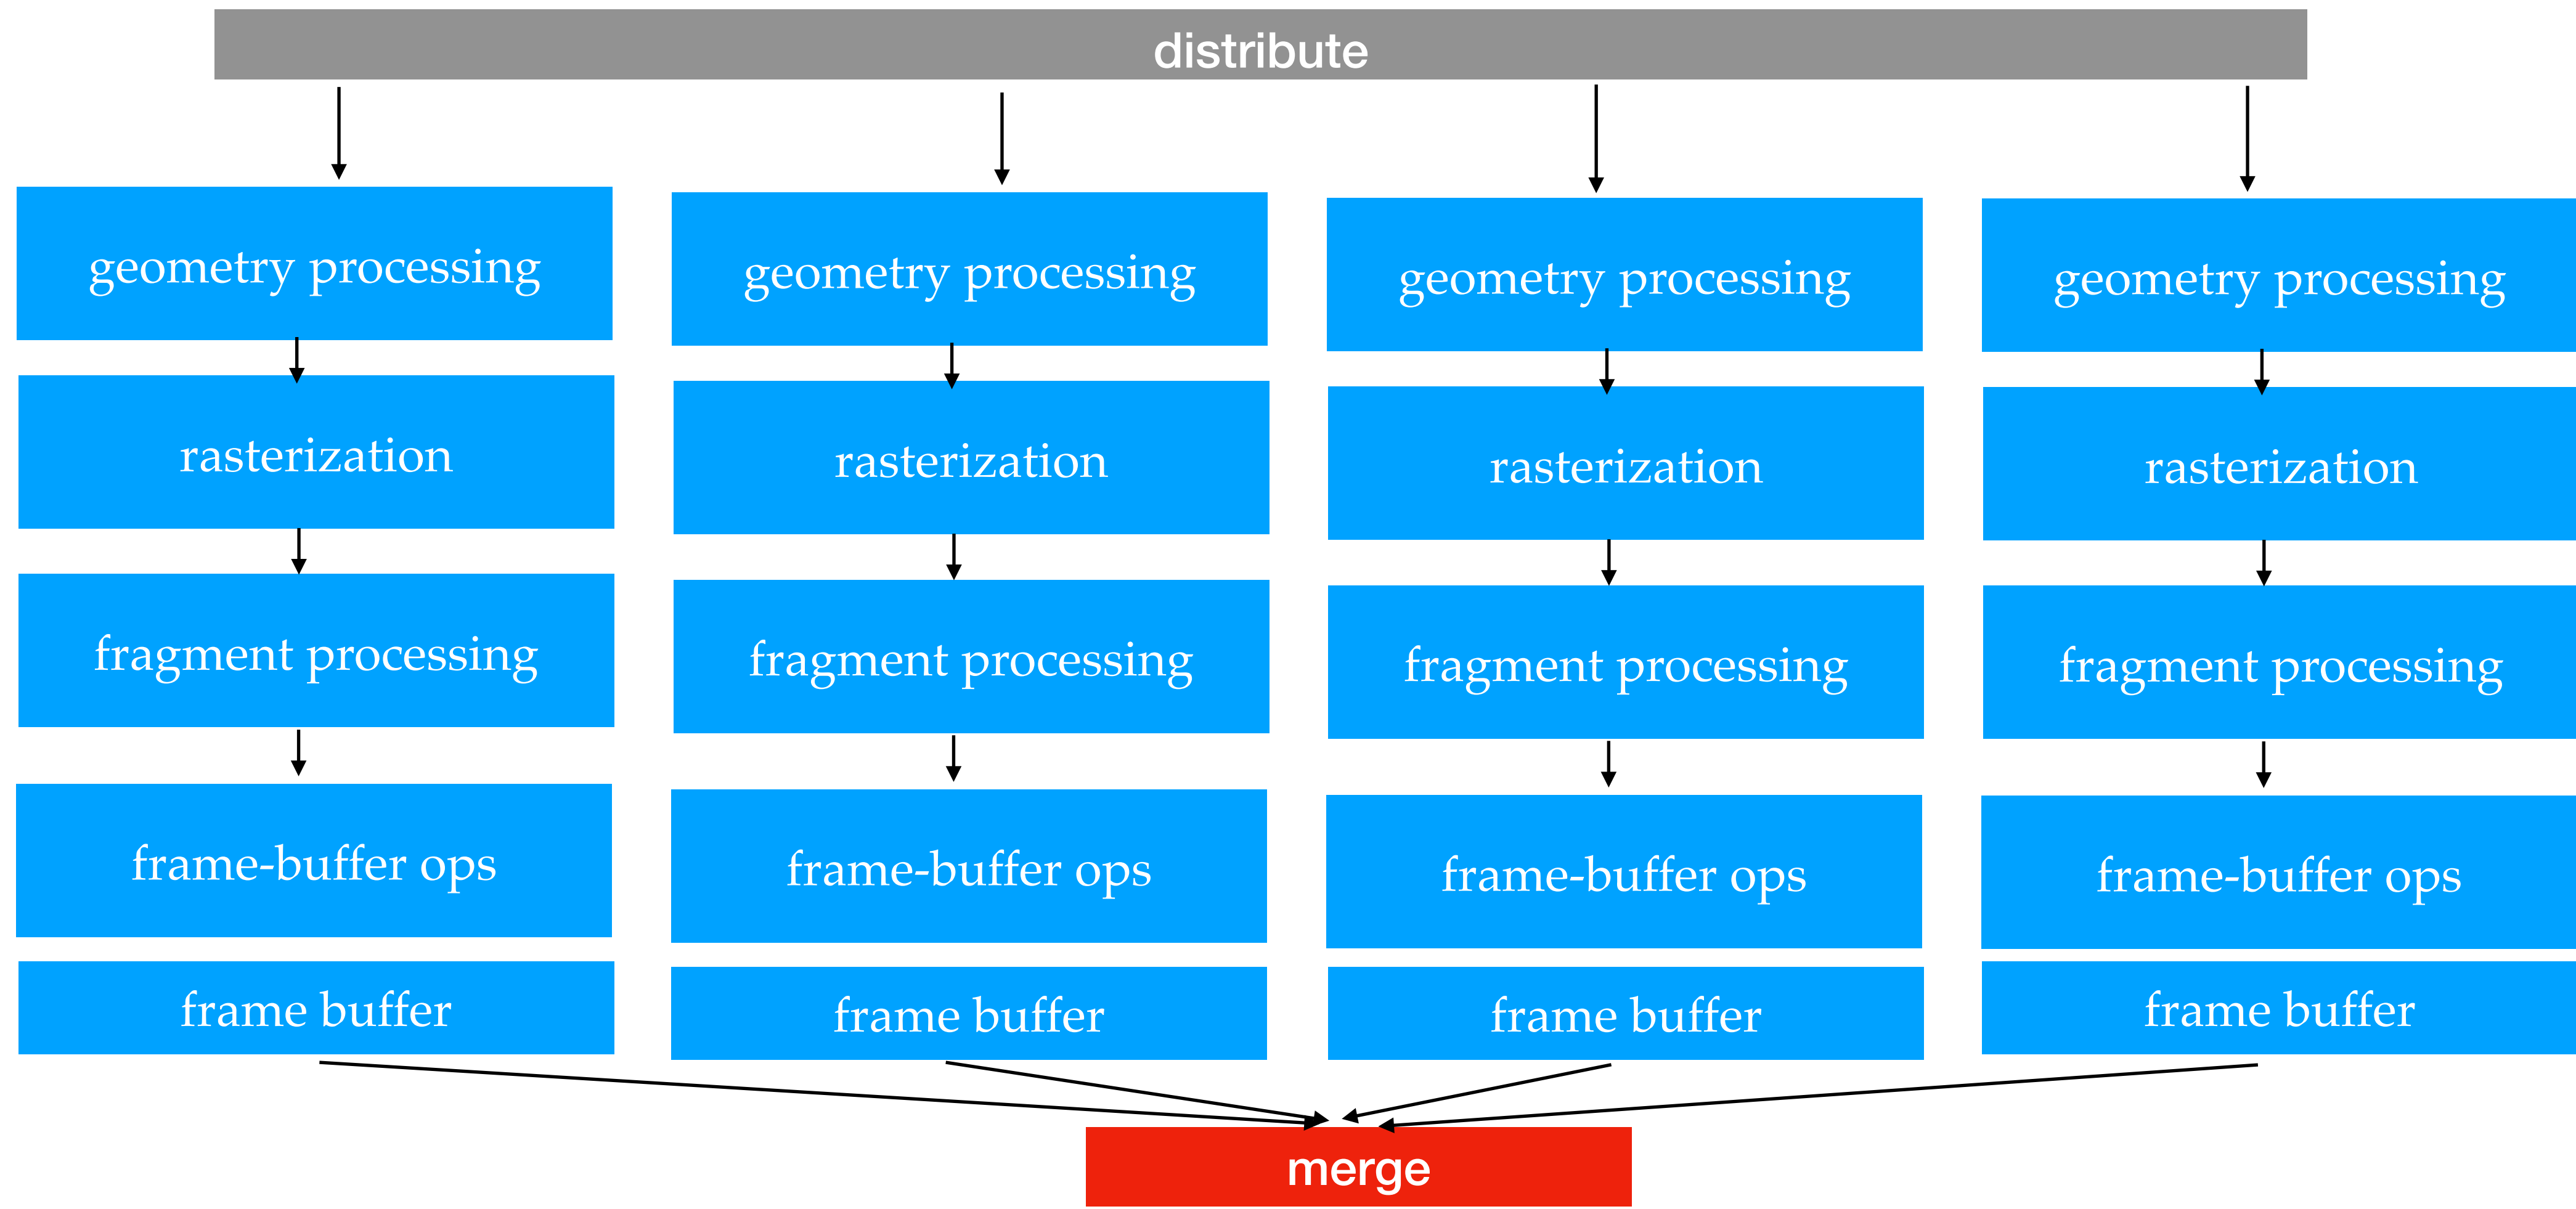 distribute
geometry processing
geometry processing
geometry processing
geometry processing
rasterization
rasterization
rasterization
rasterization
fragment processing
fragment processing
fragment processing
fragment processing
frame-buffer ops
frame-buffer ops
frame-buffer ops
frame-buffer ops
frame buffer
frame buffer
frame buffer
frame buffer
merge